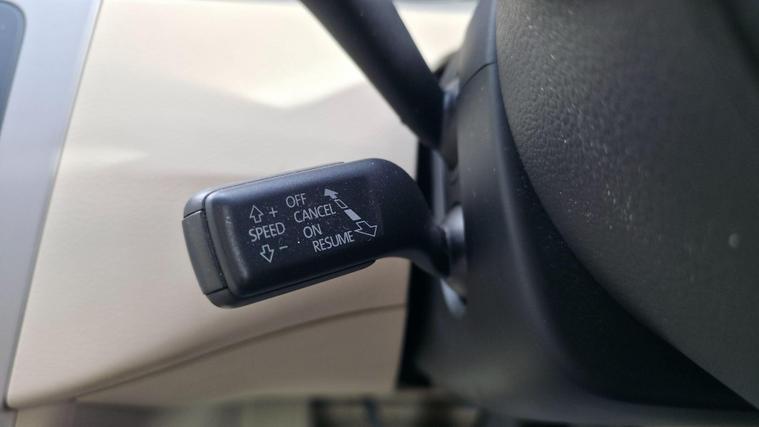 + OFF
SPEED CANCEL
- ON
RESUME